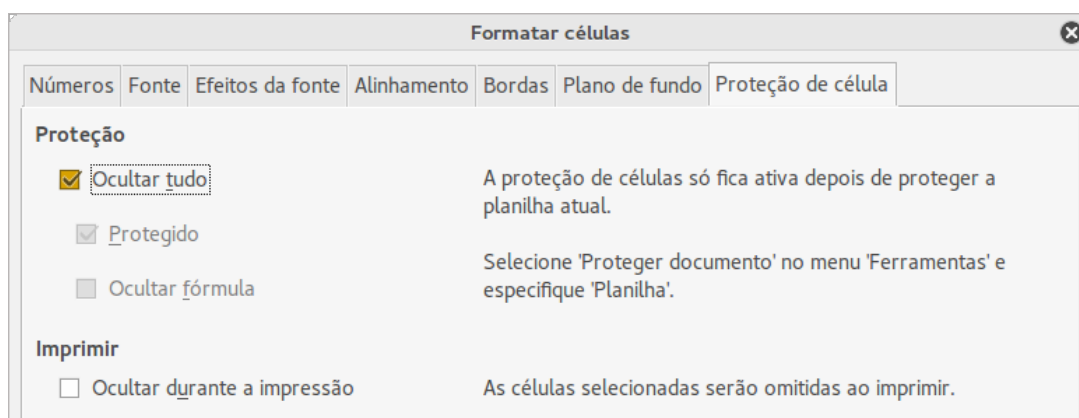 Formatar células
Números Fonte Efeitos da fonte Alinhamento Bordas Plano de fundo Proteção de célula
Proteção
Ocultar tudo
A proteção de células só fica ativa depois de proteger a
planilha atual.
Protegido
Selecione 'Proteger documento' no menu 'Ferramentas' e
especifique 'Planilha'.
Ocultar fórmula
Imprimir
Ocultar durante a impressão
As células selecionadas serão omitidas ao imprimir.